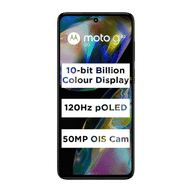 moto g82
10-bit Billion
Colour Display
120Hz pOLED
50MP OIS Cam